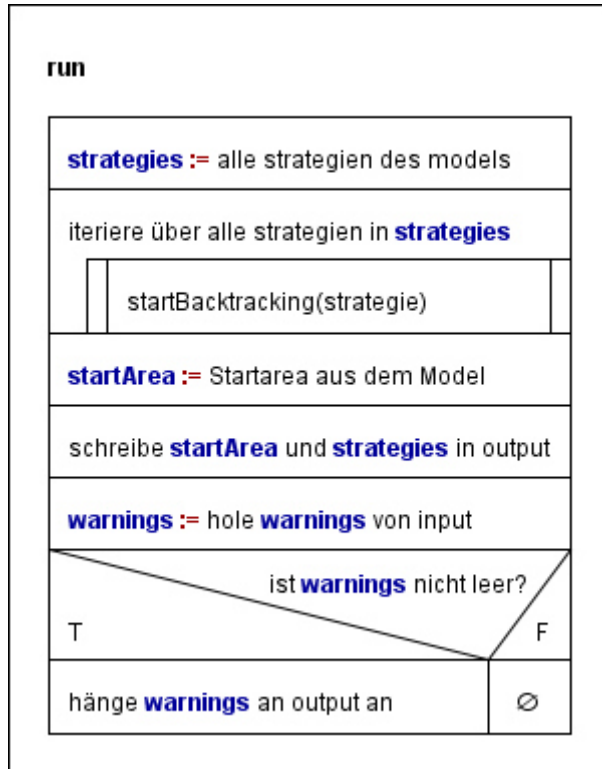 run
strategies := alle strategien des models
iteriere über alle strategien in strategies
startBacktracking(strategie)
startArea := Startarea aus dem Model
schreibe startArea und strategies in output
warnings := hole warnings von input
ist warnings nicht leer?
T F
hänge warnings an output an ∅